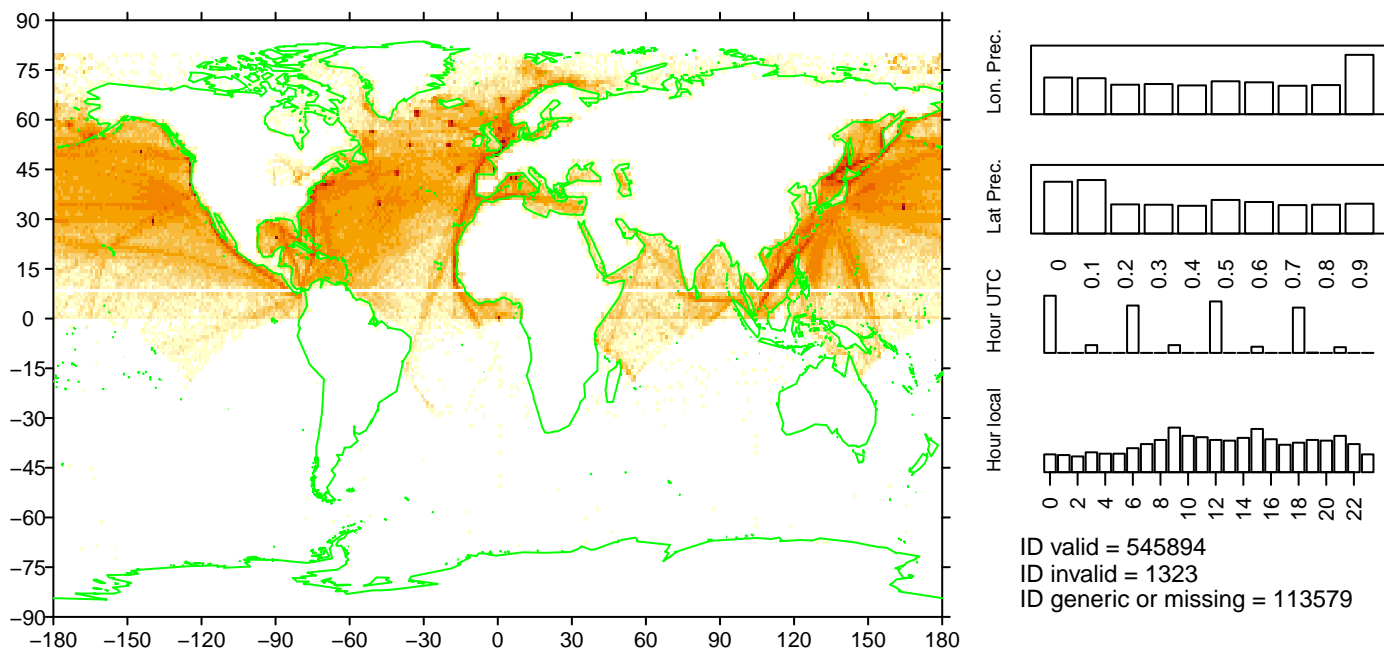 90
75
60
45
30
15
0
−15
−30
−45
−60
−75
−90
−180 −150 −120 −90 −60 −30 0 30 60 90 120 150 180
Lon. Prec.
Lat Prec.
0 0.1 0.2 0.3 0.4 0.5 0.6 0.7 0.8 0.9
Hour UTC
Hour local
0 2 4 6 8 10 12 14 16 18 20 22
ID valid = 545894
ID invalid = 1323
ID generic or missing = 113579